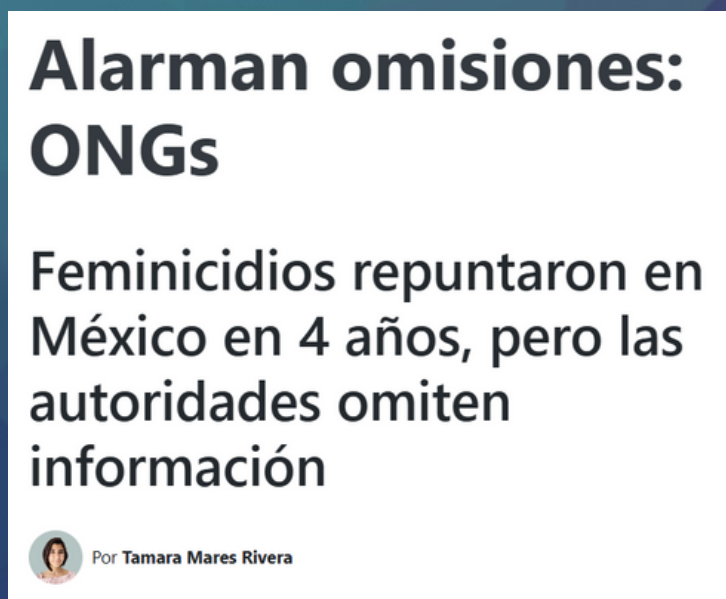 Alarman omisiones:
ONGs
Feminicidios repuntaron en
México en 4 años, pero las
autoridades omiten
información
Por Tamara Mares Rivera